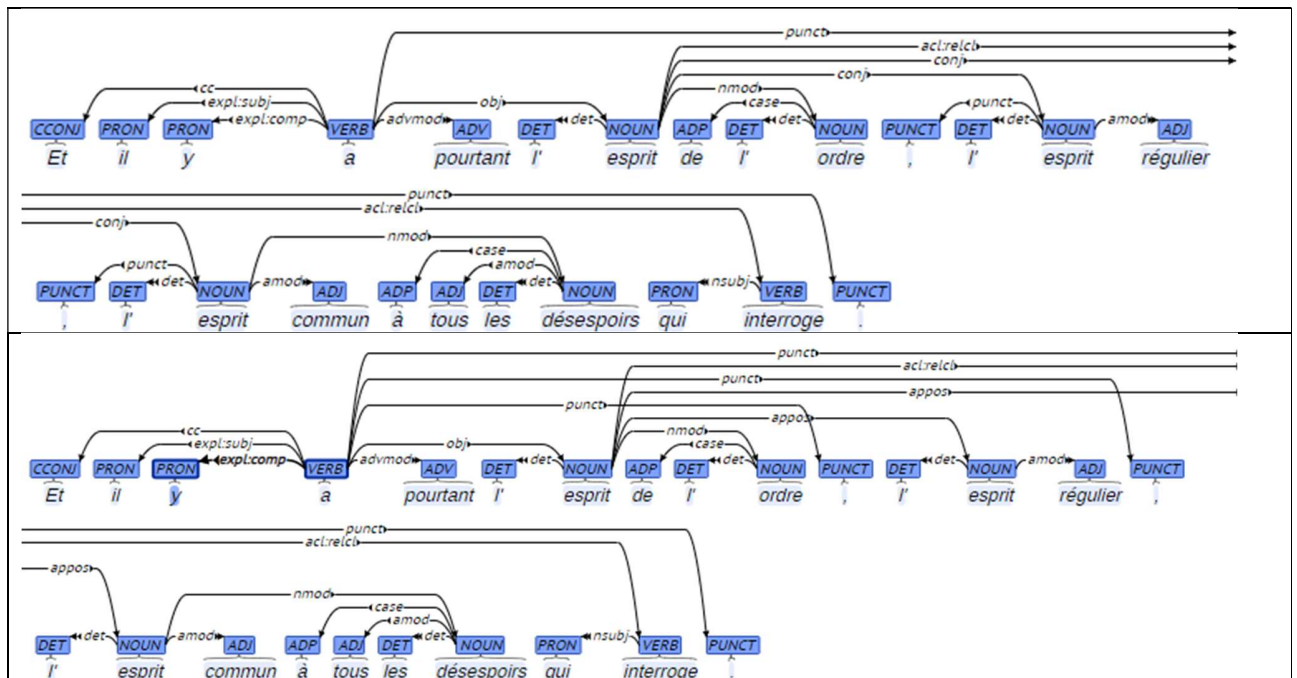 punct
acl:relcl
conj
conj
cc nmod
expl:subj obj case punct
expl:comp advmod det det det amod
CCONJ PRON PRON VERB ADV DET NOUN ADP DET NOUN PUNCT DET NOUN ADJ
Et il y a pourtant l' esprit de l' ordre , l' esprit régulier
punct
acl:relcl
conj
nmod
case
punct amod
det amod det nsubj
PUNCT DET NOUN ADJ ADP ADJ DET NOUN PRON VERB PUNCT
, l' esprit commun à tous les désespoirs qui interroge .
punct
acl:relcl
punct
appos
punct
appos
cc nmod
expl:subj obj case
expl:comp advmod det det det amod
CCONJ PRON PRON VERB ADV DET NOUN ADP DET NOUN PUNCT DET NOUN ADJ PUNCT
Et il y a pourtant l' esprit de l' ordre , l' esprit régulier ,
punct
acl:relcl
appos
nmod
case
amod
det amod det nsubj
DET NOUN ADJ ADP ADJ DET NOUN PRON VERB PUNCT
l' esprit commun à tous les désespoirs qui interroge .